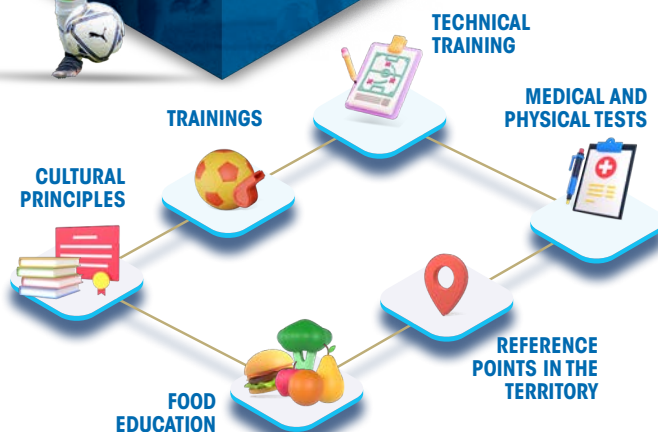 TECHNICAL
TRAINING
MEDICAL AND
PHYSICAL TESTS
TRAININGS
CULTURAL
PRINCIPLES
REFERENCE
POINTS IN THE
TERRITORY
FOOD
EDUCATION